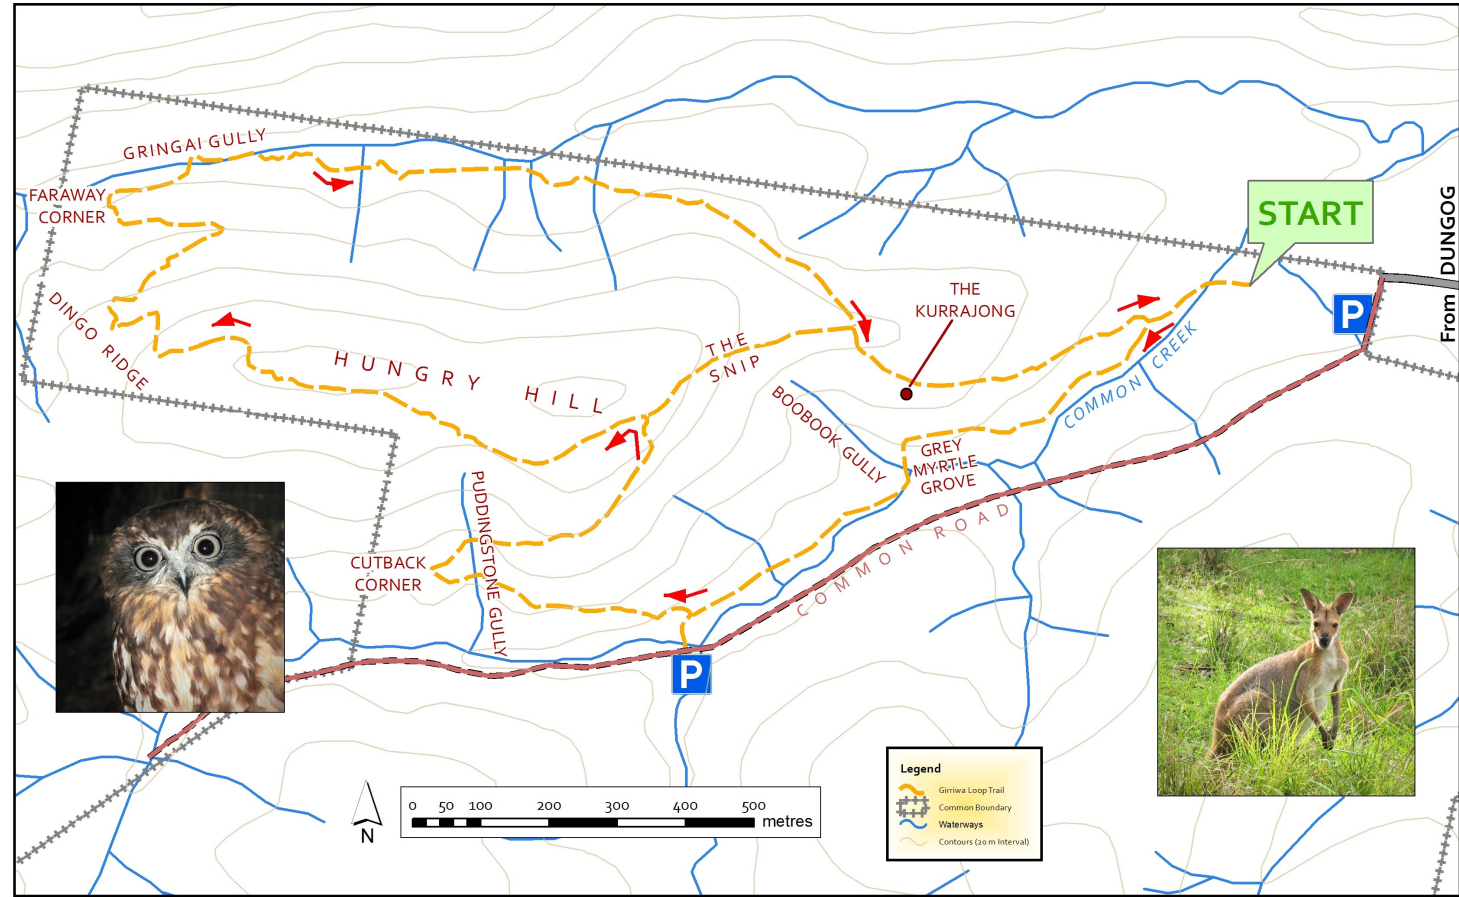 GRINGAI GULLY
FARAWAY
CORNER
START
From DUNGOG
P
DINGO RIDGE
HUNGRY HILL
THE
SNIP
THE
KURRAJONG
COMMON CREEK
BOOBOOK GULLY
GREY
MYRTLE
GROVE
PUDDINGSTONE GULLY
CUTBACK
CORNER
COMMON ROAD
P
N
0 50 100 200 300 400 500
metres
Legend
Girriwa Loop Trail
Common Boundary
Waterways
Contours (20 m Interval)